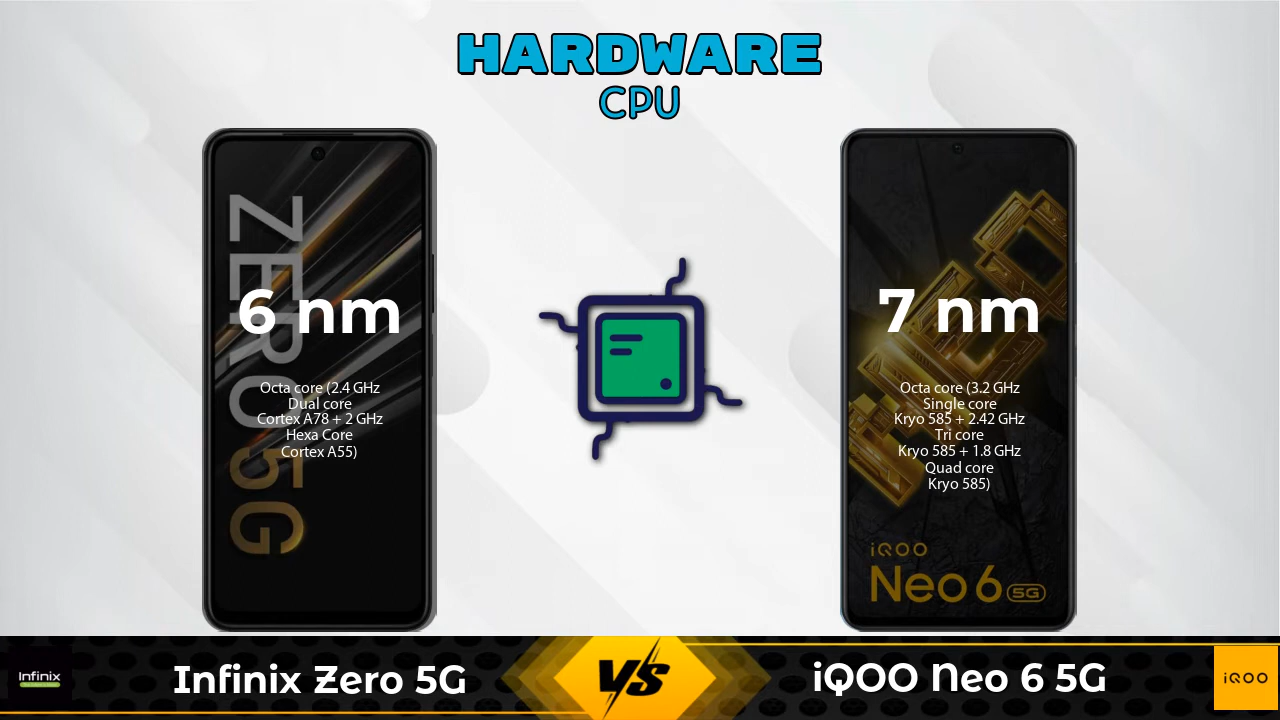 HARDWARE
CPU
ZERO 5G
6 nm
Octa core (2.4 GHz
Dual core
Cortex A78 + 2 GHz
Hexa Core
Cortex A55)
7 nm
Octa core (3.2 GHz
Single core
Kryo 585 + 2.42 GHz
Tri core
Kryo 585 + 1.8 GHz
Quad core
Kryo 585)
iQOO
Neo 6 5G
Infinix
Infinix Zero 5G
VS
iQOO Neo 6 5G
iQOO